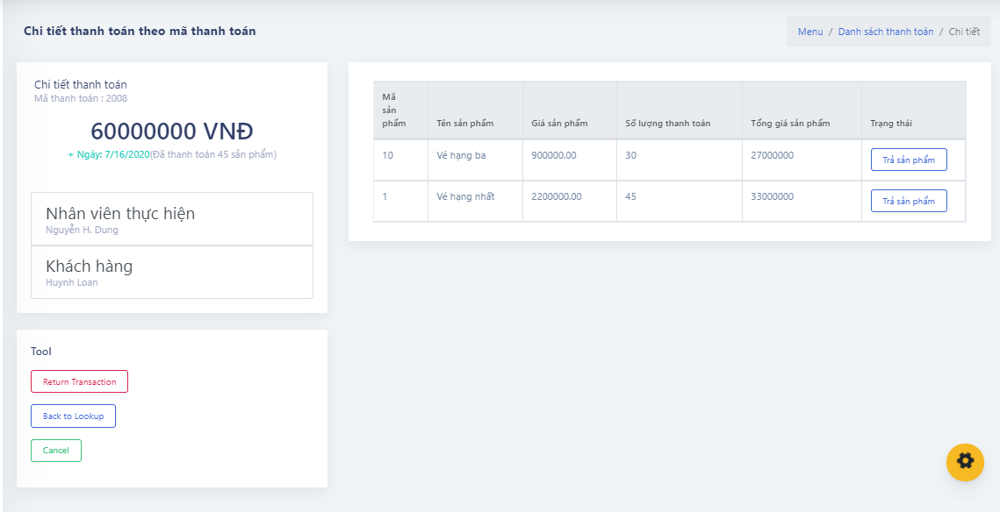 Chi tiết thanh toán theo mã thanh toán
Menu / Danh sách thanh toán / Chi tiết
Chi tiết thanh toán
Mã thanh toán : 2008
60000000 VNĐ
+ Ngày: 7/16/2020(Đã thanh toán 45 sản phẩm)
Nhân viên thực hiện
Nguyễn H. Dung
Khách hàng
Huynh Loan
Tool
Return Transaction
Back to Lookup
Cancel
Mã sản phẩm Tên sản phẩm Giá sản phẩm Số lượng thanh toán Tổng giá sản phẩm Trạng thái
10 Vé hạng ba 900000.00 30 27000000 Trả sản phẩm
1 Vé hạng nhất 2200000.00 45 33000000 Trả sản phẩm